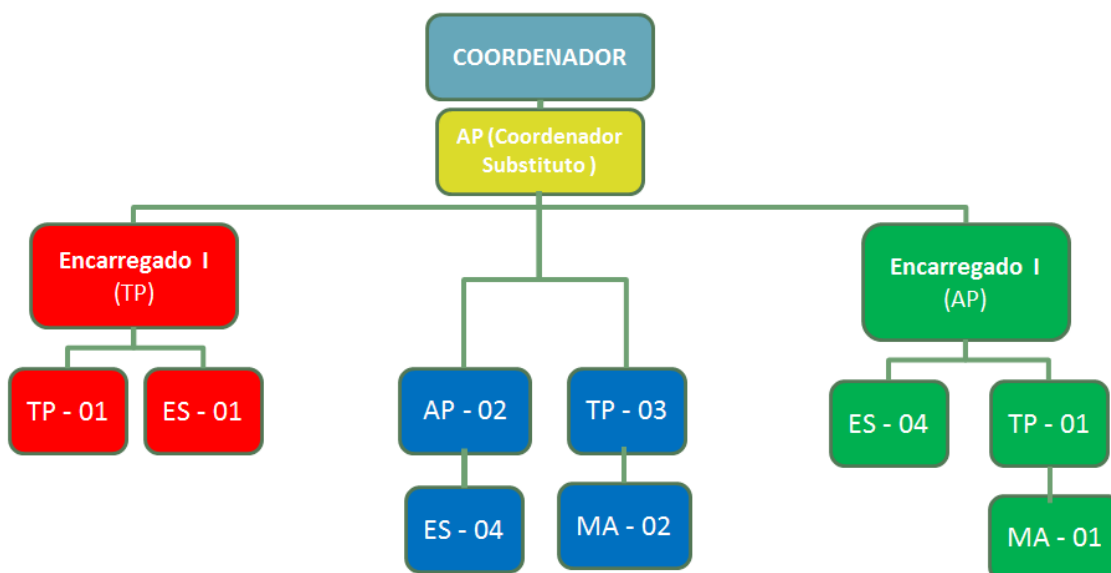 COORDENADOR
AP (Coordenador
Substituto )
Encarregado I
(TP)
Encarregado I
(AP)
TP - 01
ES - 01
AP - 02
TP - 03
ES - 04
TP - 01
ES - 04
MA - 02
MA - 01